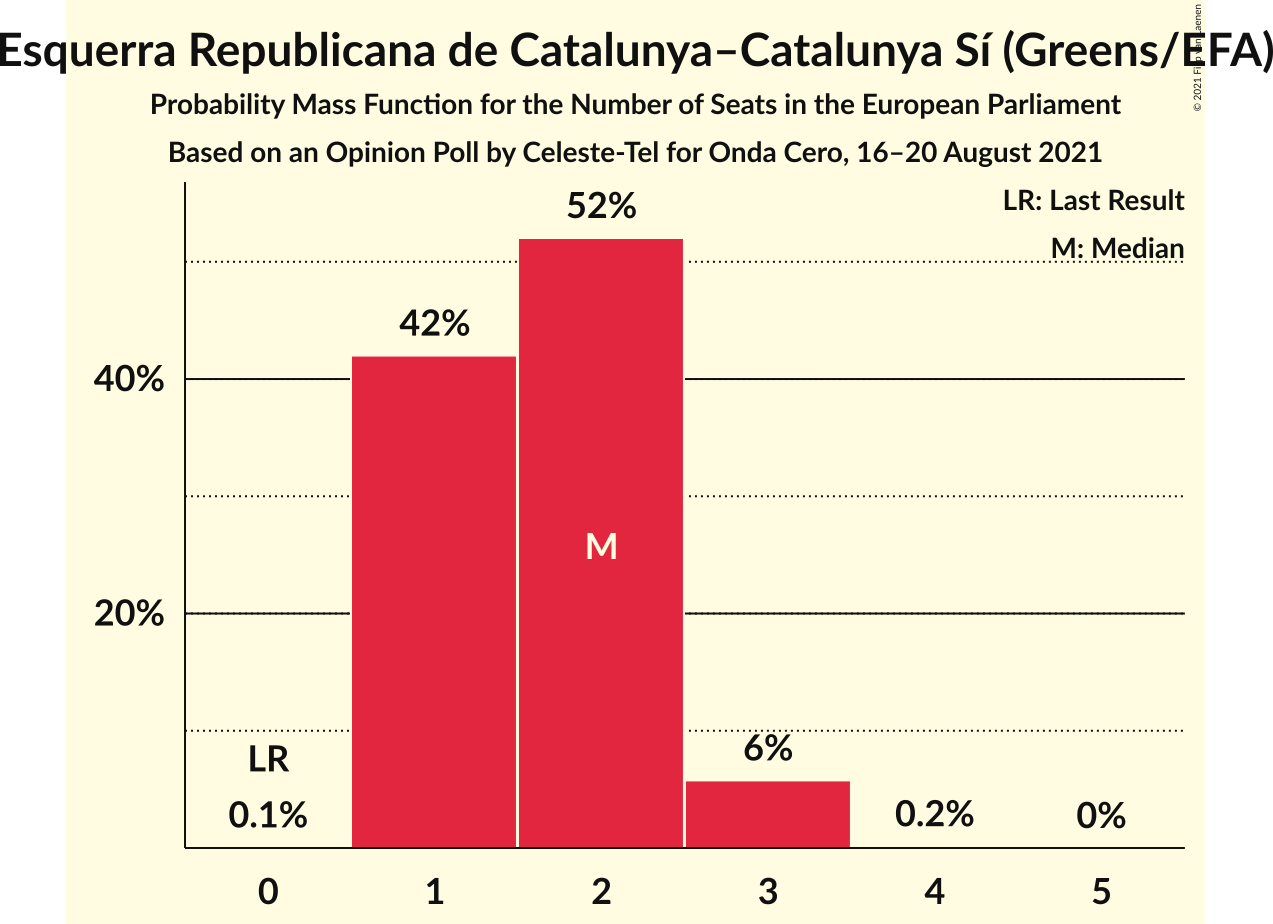 Esquerra Republicana de Catalunya–Catalunya Sí (Greens/EFA)
Probability Mass Function for the Number of Seats in the European Parliament
Based on an Opinion Poll by Celeste-Tel for Onda Cero, 16–20 August 2021
© 2021
LR: Last Result
M: Median
52%
42%
40%
M
20%
LR
6%
0.1%
0.2%
0%
0 1 2 3 4 5